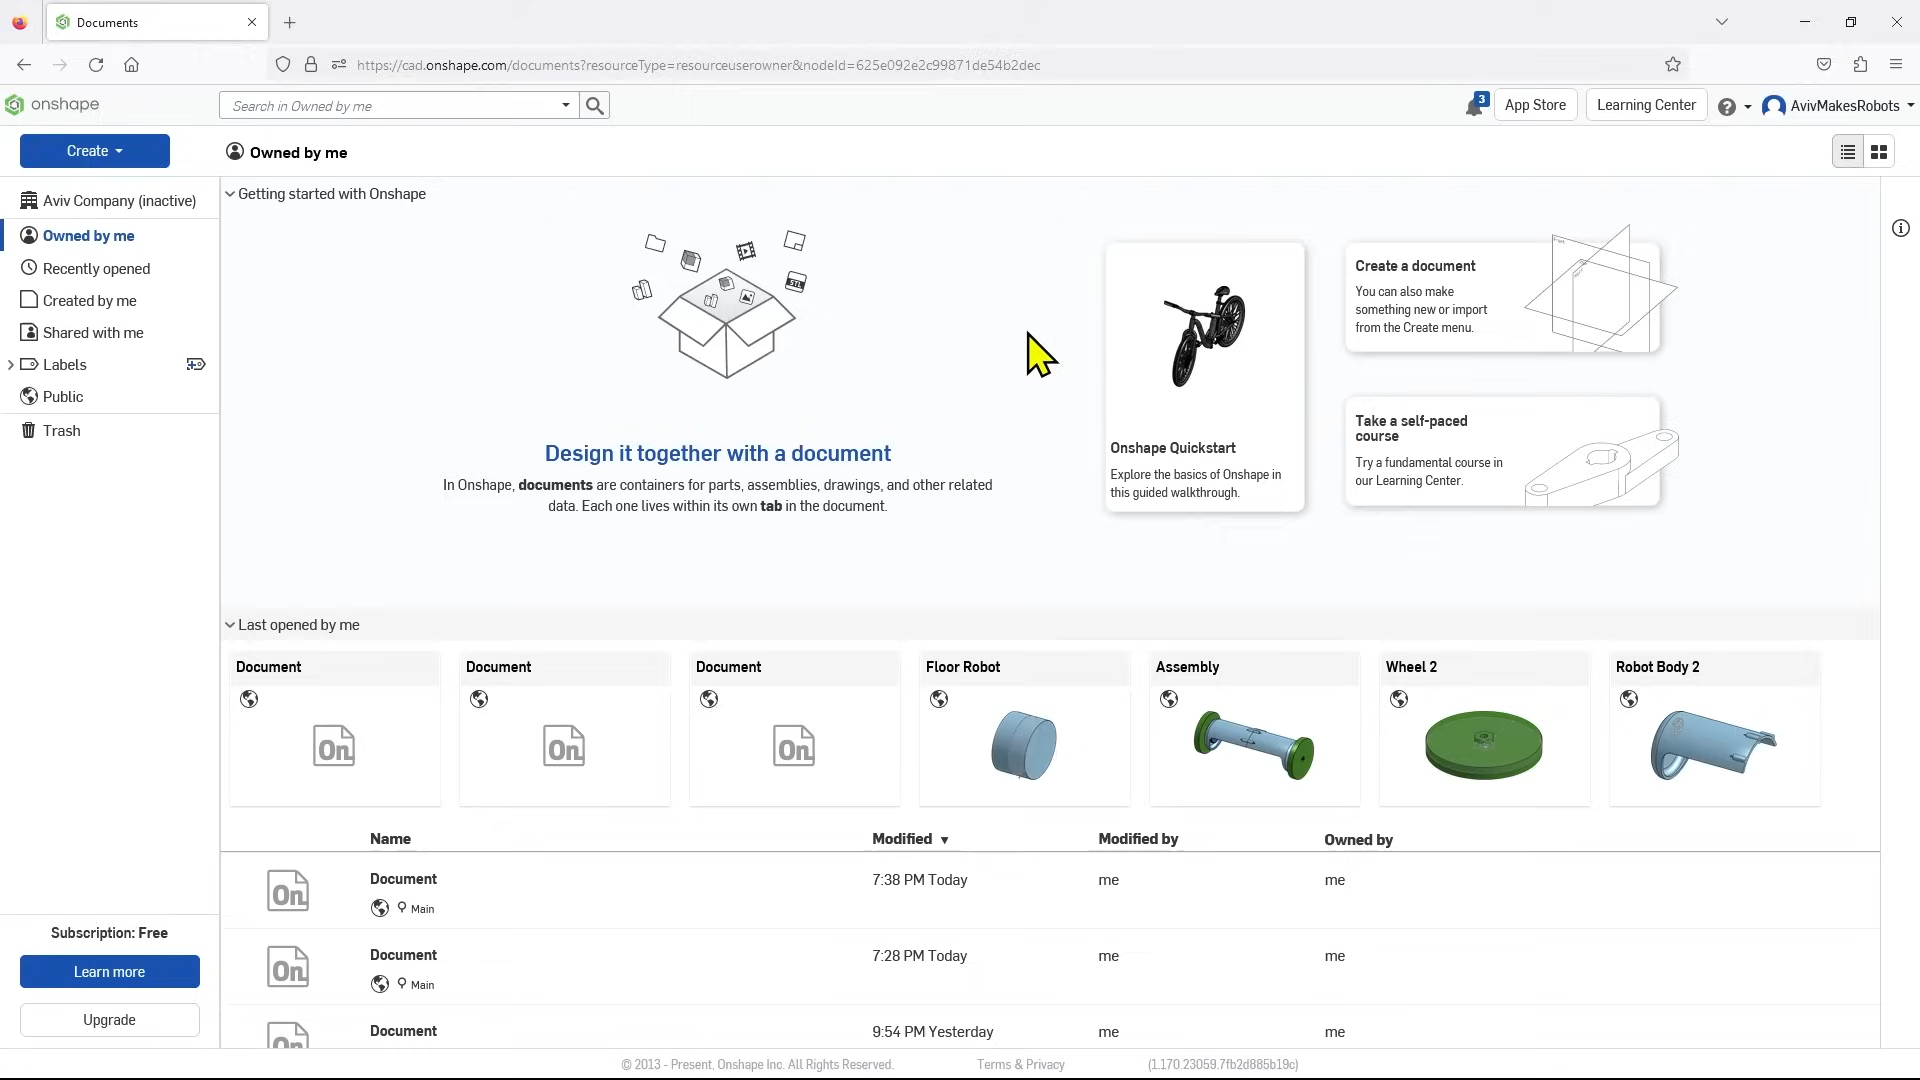 Documents
https://cad.onshape.com/documents?resourceType=resourceuserowner&nodeId=625e092e2c99871de54b2dec
onshape
Search in Owned by me
3
App Store
Learning Center
AvivMakesRobots
Create
Owned by me
Aviv Company (inactive)
Owned by me
Recently opened
Created by me
Shared with me
Labels
Public
Trash
Getting started with Onshape
STL
Design it together with a document
In Onshape, documents are containers for parts, assemblies, drawings, and other related
data. Each one lives within its own tab in the document.
Onshape Quickstart
Explore the basics of Onshape in
this guided walkthrough.
Create a document
You can also make
something new or import
from the Create menu.
Take a self-paced
course
Try a fundamental course in
our Learning Center.
Last opened by me
Document
On
Document
On
Document
On
Floor Robot
Assembly
Wheel 2
Robot Body 2
Name Modified ▼ Modified by Owned by
On
Document 7:38 PM Today me me
Main
On
Document 7:28 PM Today me me
Main
On
Document 9:54 PM Yesterday me me
Subscription: Free
Learn more
Upgrade
© 2013 - Present, Onshape Inc. All Rights Reserved. Terms & Privacy (1.170.23059.7fb2d885b19c)